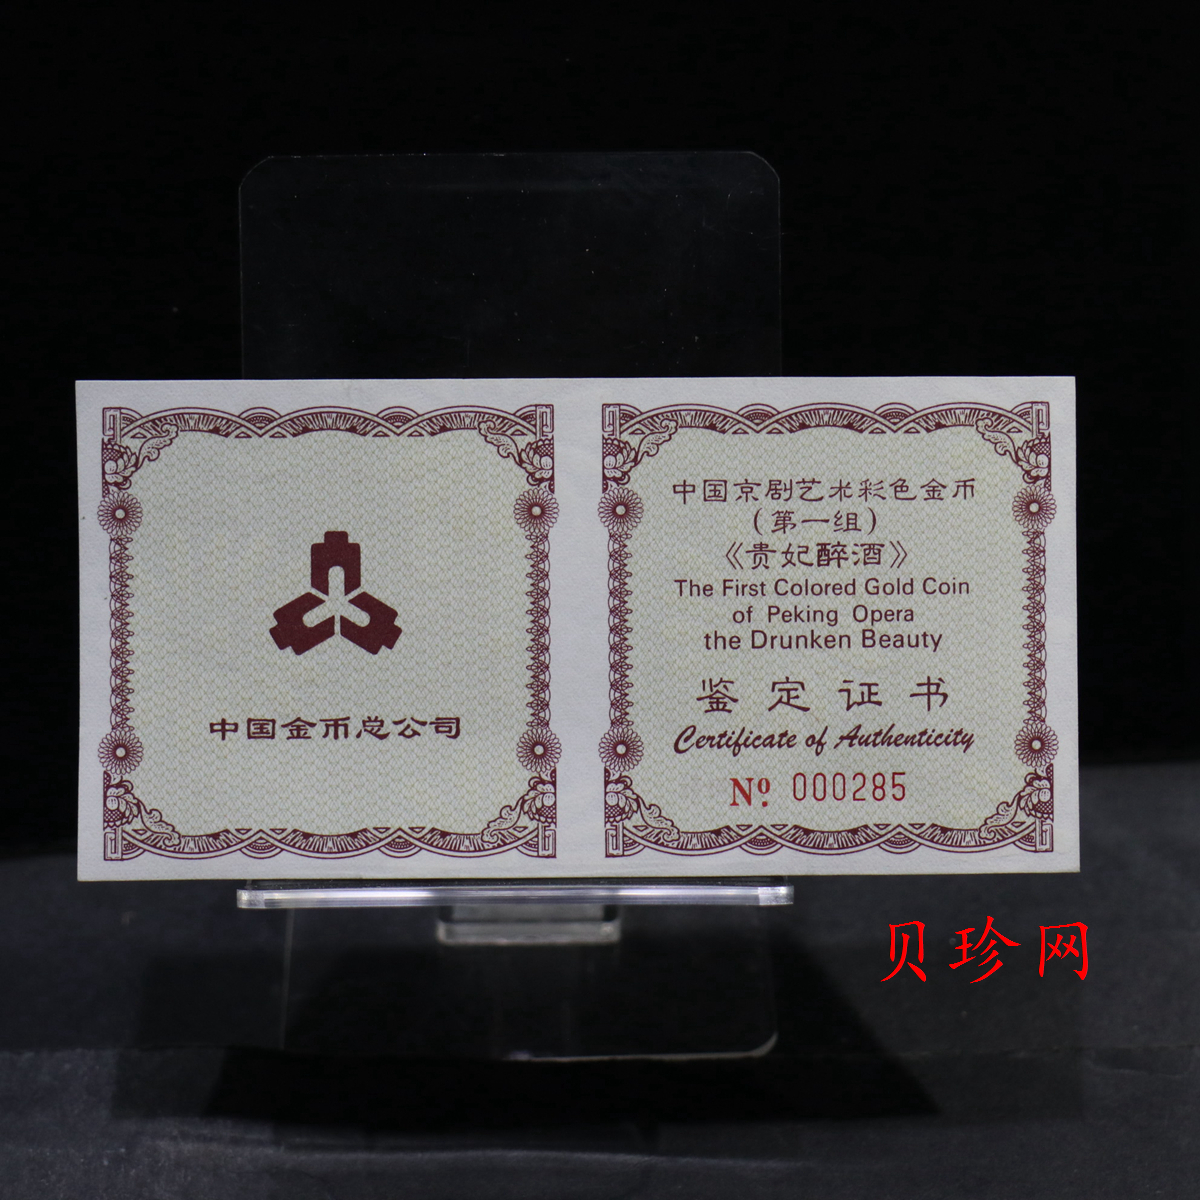 中国金币总公司
中国京剧艺术彩色金币
（第一组）
《贵妃醉酒》
The First Colored Gold Coin
of Peking Opera
the Drunken Beauty
鉴定证书
Certificate of Authenticity
Nº. 000285
贝珍网